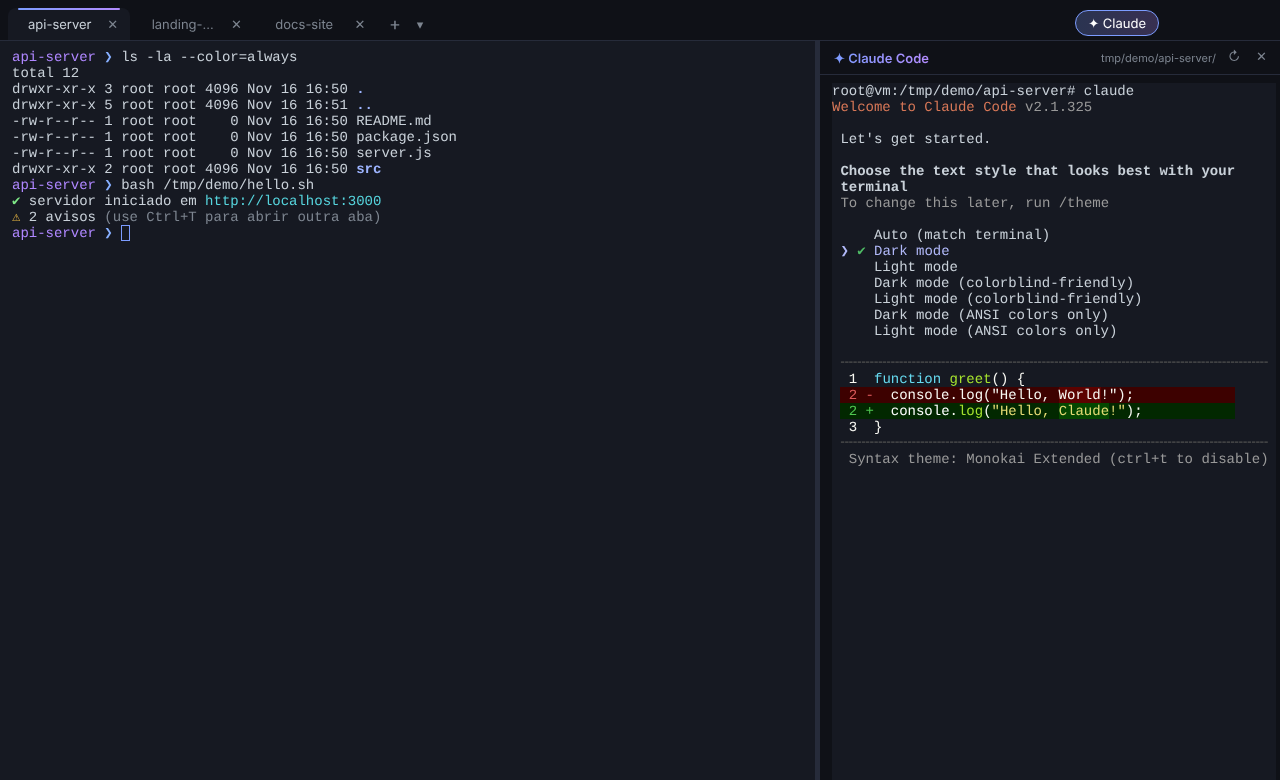 api-server ✕ landing-... ✕ docs-site ✕ + ▾ ✦ Claude
api-server ❯ ls -la --color=always
total 12
drwxr-xr-x 3 root root 4096 Nov 16 16:50 .
drwxr-xr-x 5 root root 4096 Nov 16 16:51 ..
-rw-r--r-- 1 root root    0 Nov 16 16:50 README.md
-rw-r--r-- 1 root root    0 Nov 16 16:50 package.json
-rw-r--r-- 1 root root    0 Nov 16 16:50 server.js
drwxr-xr-x 2 root root 4096 Nov 16 16:50 src
api-server ❯ bash /tmp/demo/hello.sh
✔ servidor iniciado em http://localhost:3000
⚠ 2 avisos (use Ctrl+T para abrir outra aba)
api-server ❯
✦ Claude Code tmp/demo/api-server/ ↻ ✕
root@vm:/tmp/demo/api-server# claude
Welcome to Claude Code v2.1.325
Let's get started.
Choose the text style that looks best with your
terminal
To change this later, run /theme
Auto (match terminal)
❯ ✔ Dark mode
Light mode
Dark mode (colorblind-friendly)
Light mode (colorblind-friendly)
Dark mode (ANSI colors only)
Light mode (ANSI colors only)
1  function greet() {
2 -  console.log("Hello, World!");
2 +  console.log("Hello, Claude!");
3  }
Syntax theme: Monokai Extended (ctrl+t to disable)